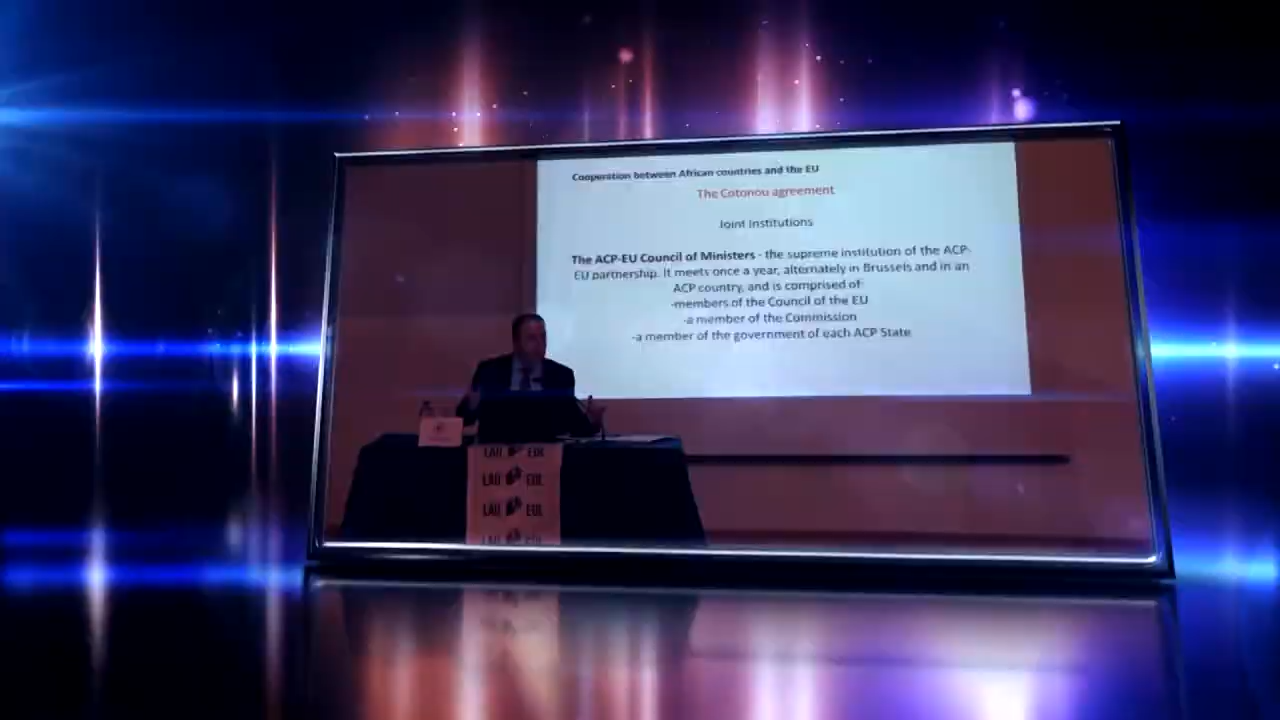 Cooperation between African countries and the EU
The Cotonou agreement
Joint Institutions
The ACP-EU Council of Ministers - the supreme institution of the ACP-
EU partnership. It meets once a year, alternately in Brussels and in an
ACP country, and is comprised of:
-members of the Council of the EU
-a member of the Commission
-a member of the government of each ACP State
LAU EUL
LAU EUL
LAU EUL
LAU EUL